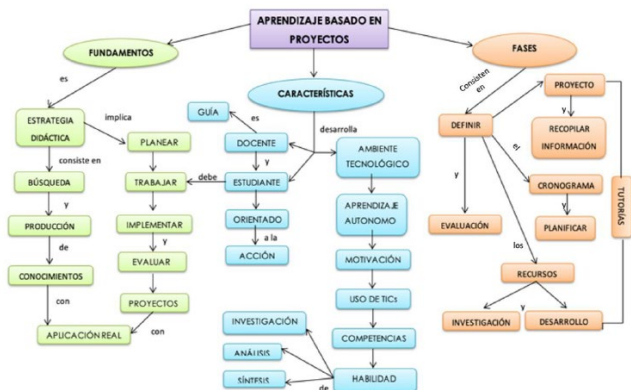 APRENDIZAJE BASADO EN
PROYECTOS
FUNDAMENTOS
es
ESTRATEGIA
DIDÁCTICA
implica
PLANEAR
consiste en
BÚSQUEDA
TRABAJAR
y
PRODUCCIÓN
IMPLEMENTAR
de
y
CONOCIMIENTOS
EVALUAR
con
PROYECTOS
APLICACIÓN REAL
con
CARACTERÍSTICAS
GUÍA
es
desarrolla
DOCENTE
y
debe
ESTUDIANTE
ORIENTADO
a la
ACCIÓN
AMBIENTE
TECNOLÓGICO
APRENDIZAJE
AUTONOMO
MOTIVACIÓN
USO DE TICs
COMPETENCIAS
HABILIDAD
de
INVESTIGACIÓN
ANÁLISIS
SÍNTESIS
FASES
Consisten
en
DEFINIR
PROYECTO
y
RECOPILAR
INFORMACIÓN
el
CRONOGRAMA
y
PLANIFICAR
y
EVALUACIÓN
los
RECURSOS
y
INVESTIGACIÓN
DESARROLLO
TUTORÍAS